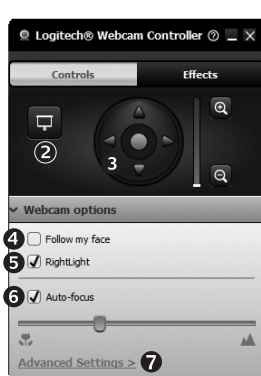 Logitech® Webcam Controller
Controls Effects
2
3
Webcam options
4 Follow my face
5 RightLight
6 Auto-focus
Advanced Settings > 7